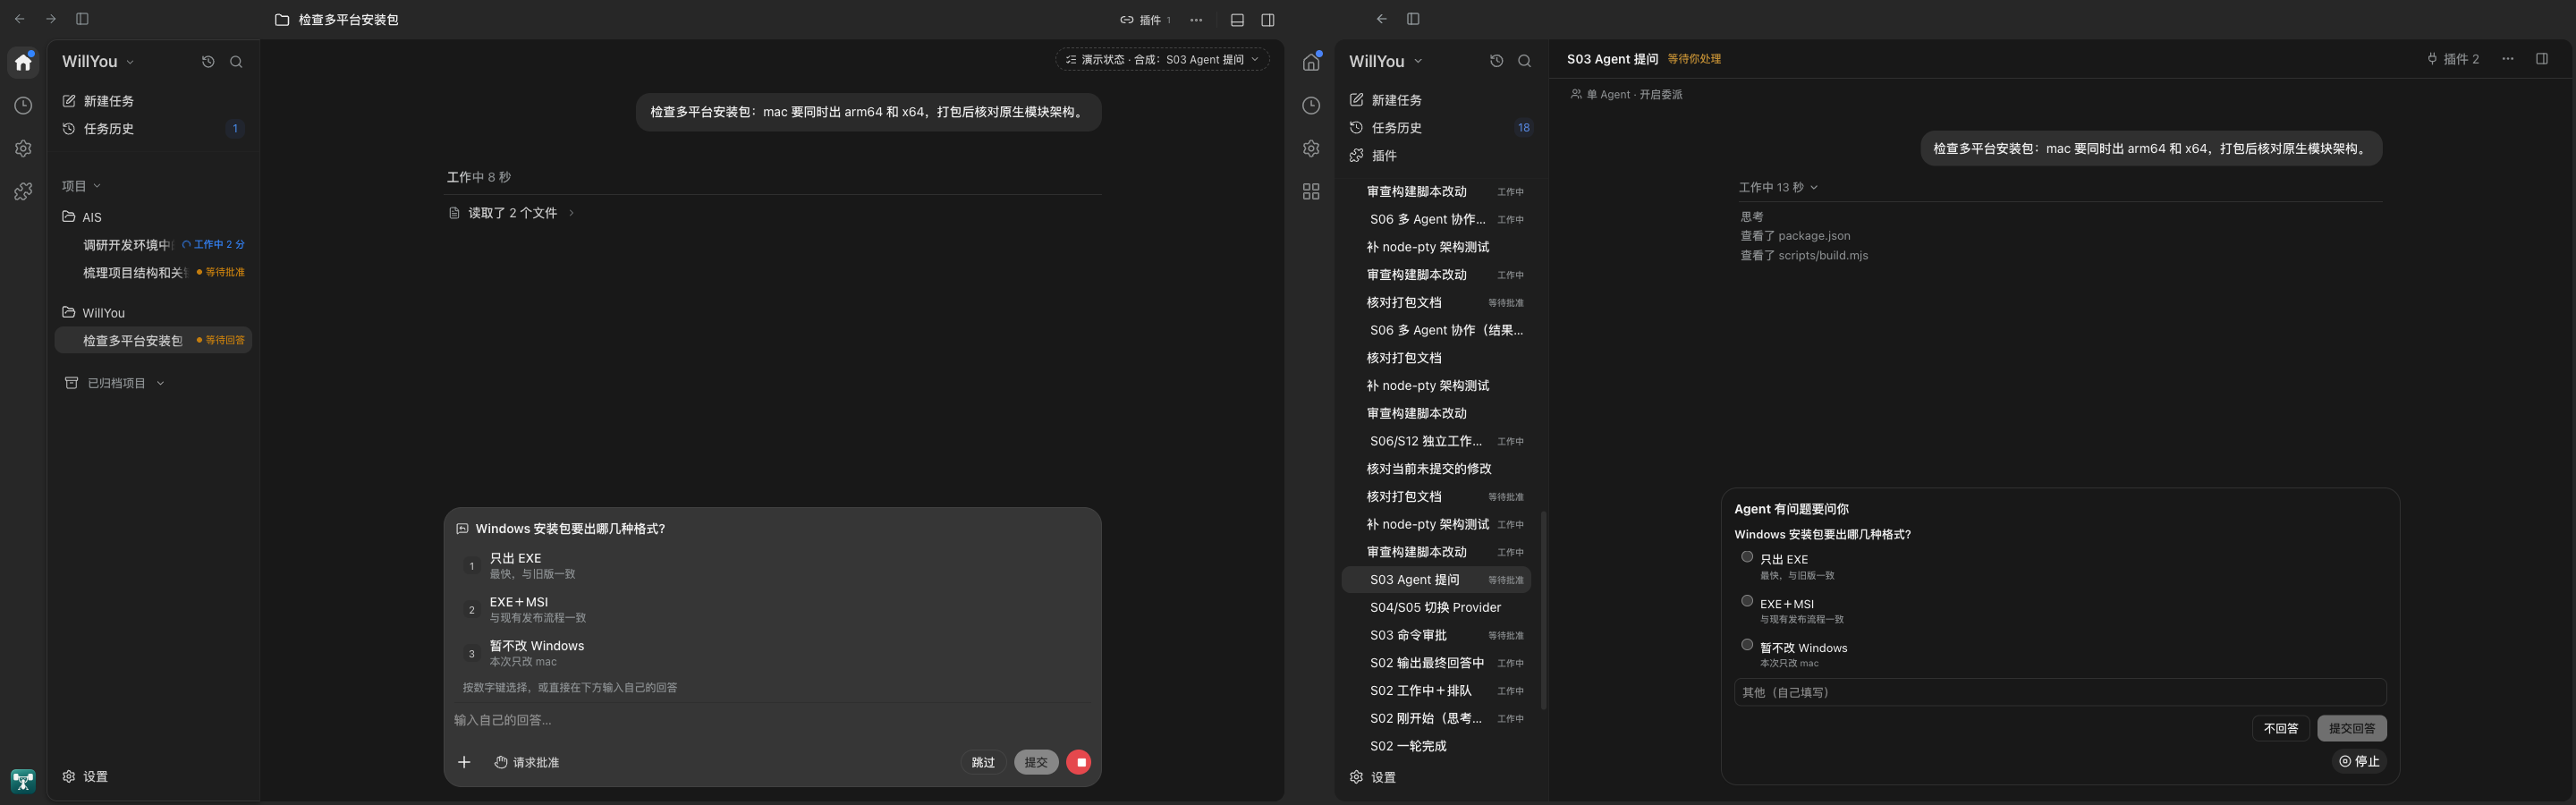 检查多平台安装包
插件 1
WillYou
新建任务
任务历史 1
项目
AIS
调研开发环境中 工作中 2 分
梳理项目结构和关 等待批准
WillYou
检查多平台安装包 等待回答
已归档项目
设置
演示状态 · 合成：S03 Agent 提问
检查多平台安装包：mac 要同时出 arm64 和 x64，打包后核对原生模块架构。
工作中 8 秒
读取了 2 个文件
Windows 安装包要出哪几种格式?
1 只出 EXE
最快，与旧版一致
2 EXE＋MSI
与现有发布流程一致
3 暂不改 Windows
本次只改 mac
按数字键选择，或直接在下方输入自己的回答
输入自己的回答...
请求批准
跳过
提交
WillYou
新建任务
任务历史 18
插件
审查构建脚本改动 工作中
S06 多 Agent 协作... 工作中
补 node-pty 架构测试
审查构建脚本改动 工作中
核对打包文档 等待批准
S06 多 Agent 协作（结果...
核对打包文档
补 node-pty 架构测试
审查构建脚本改动
S06/S12 独立工作... 工作中
核对当前未提交的修改
核对打包文档 等待批准
补 node-pty 架构测试 工作中
审查构建脚本改动 工作中
S03 Agent 提问 等待批准
S04/S05 切换 Provider
S03 命令审批 等待批准
S02 输出最终回答中 工作中
S02 工作中＋排队 工作中
S02 刚开始（思考... 工作中
S02 一轮完成
设置
S03 Agent 提问 等待你处理
插件 2
单 Agent · 开启委派
检查多平台安装包：mac 要同时出 arm64 和 x64，打包后核对原生模块架构。
工作中 13 秒
思考
查看了 package.json
查看了 scripts/build.mjs
Agent 有问题要问你
Windows 安装包要出哪几种格式?
只出 EXE
最快，与旧版一致
EXE＋MSI
与现有发布流程一致
暂不改 Windows
本次只改 mac
其他（自己填写）
不回答
提交回答
停止